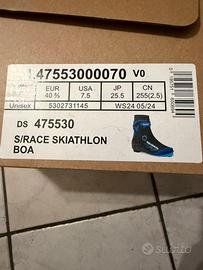 L47553000070 V0
EUR USA JP CN
40 ⅔ 7.5 25.5 255(2.5)
Unisex 5302731145 WS24 05/24
DS 475530
S/RACE SKIATHLON
BOA
Subito